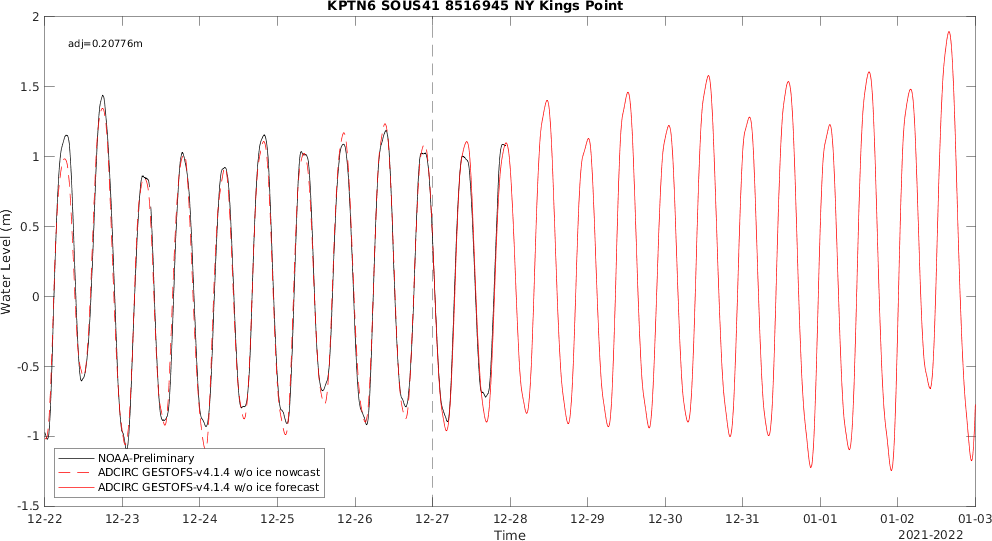 KPTN6 SOUS41 8516945 NY Kings Point
adj=0.20776m
2
1.5
1
0.5
0
-0.5
-1
-1.5
Water Level (m)
NOAA-Preliminary
ADCIRC GESTOFS-v4.1.4 w/o ice nowcast
ADCIRC GESTOFS-v4.1.4 w/o ice forecast
12-22 12-23 12-24 12-25 12-26 12-27 12-28 12-29 12-30 12-31 01-01 01-02 01-03
Time
2021-2022